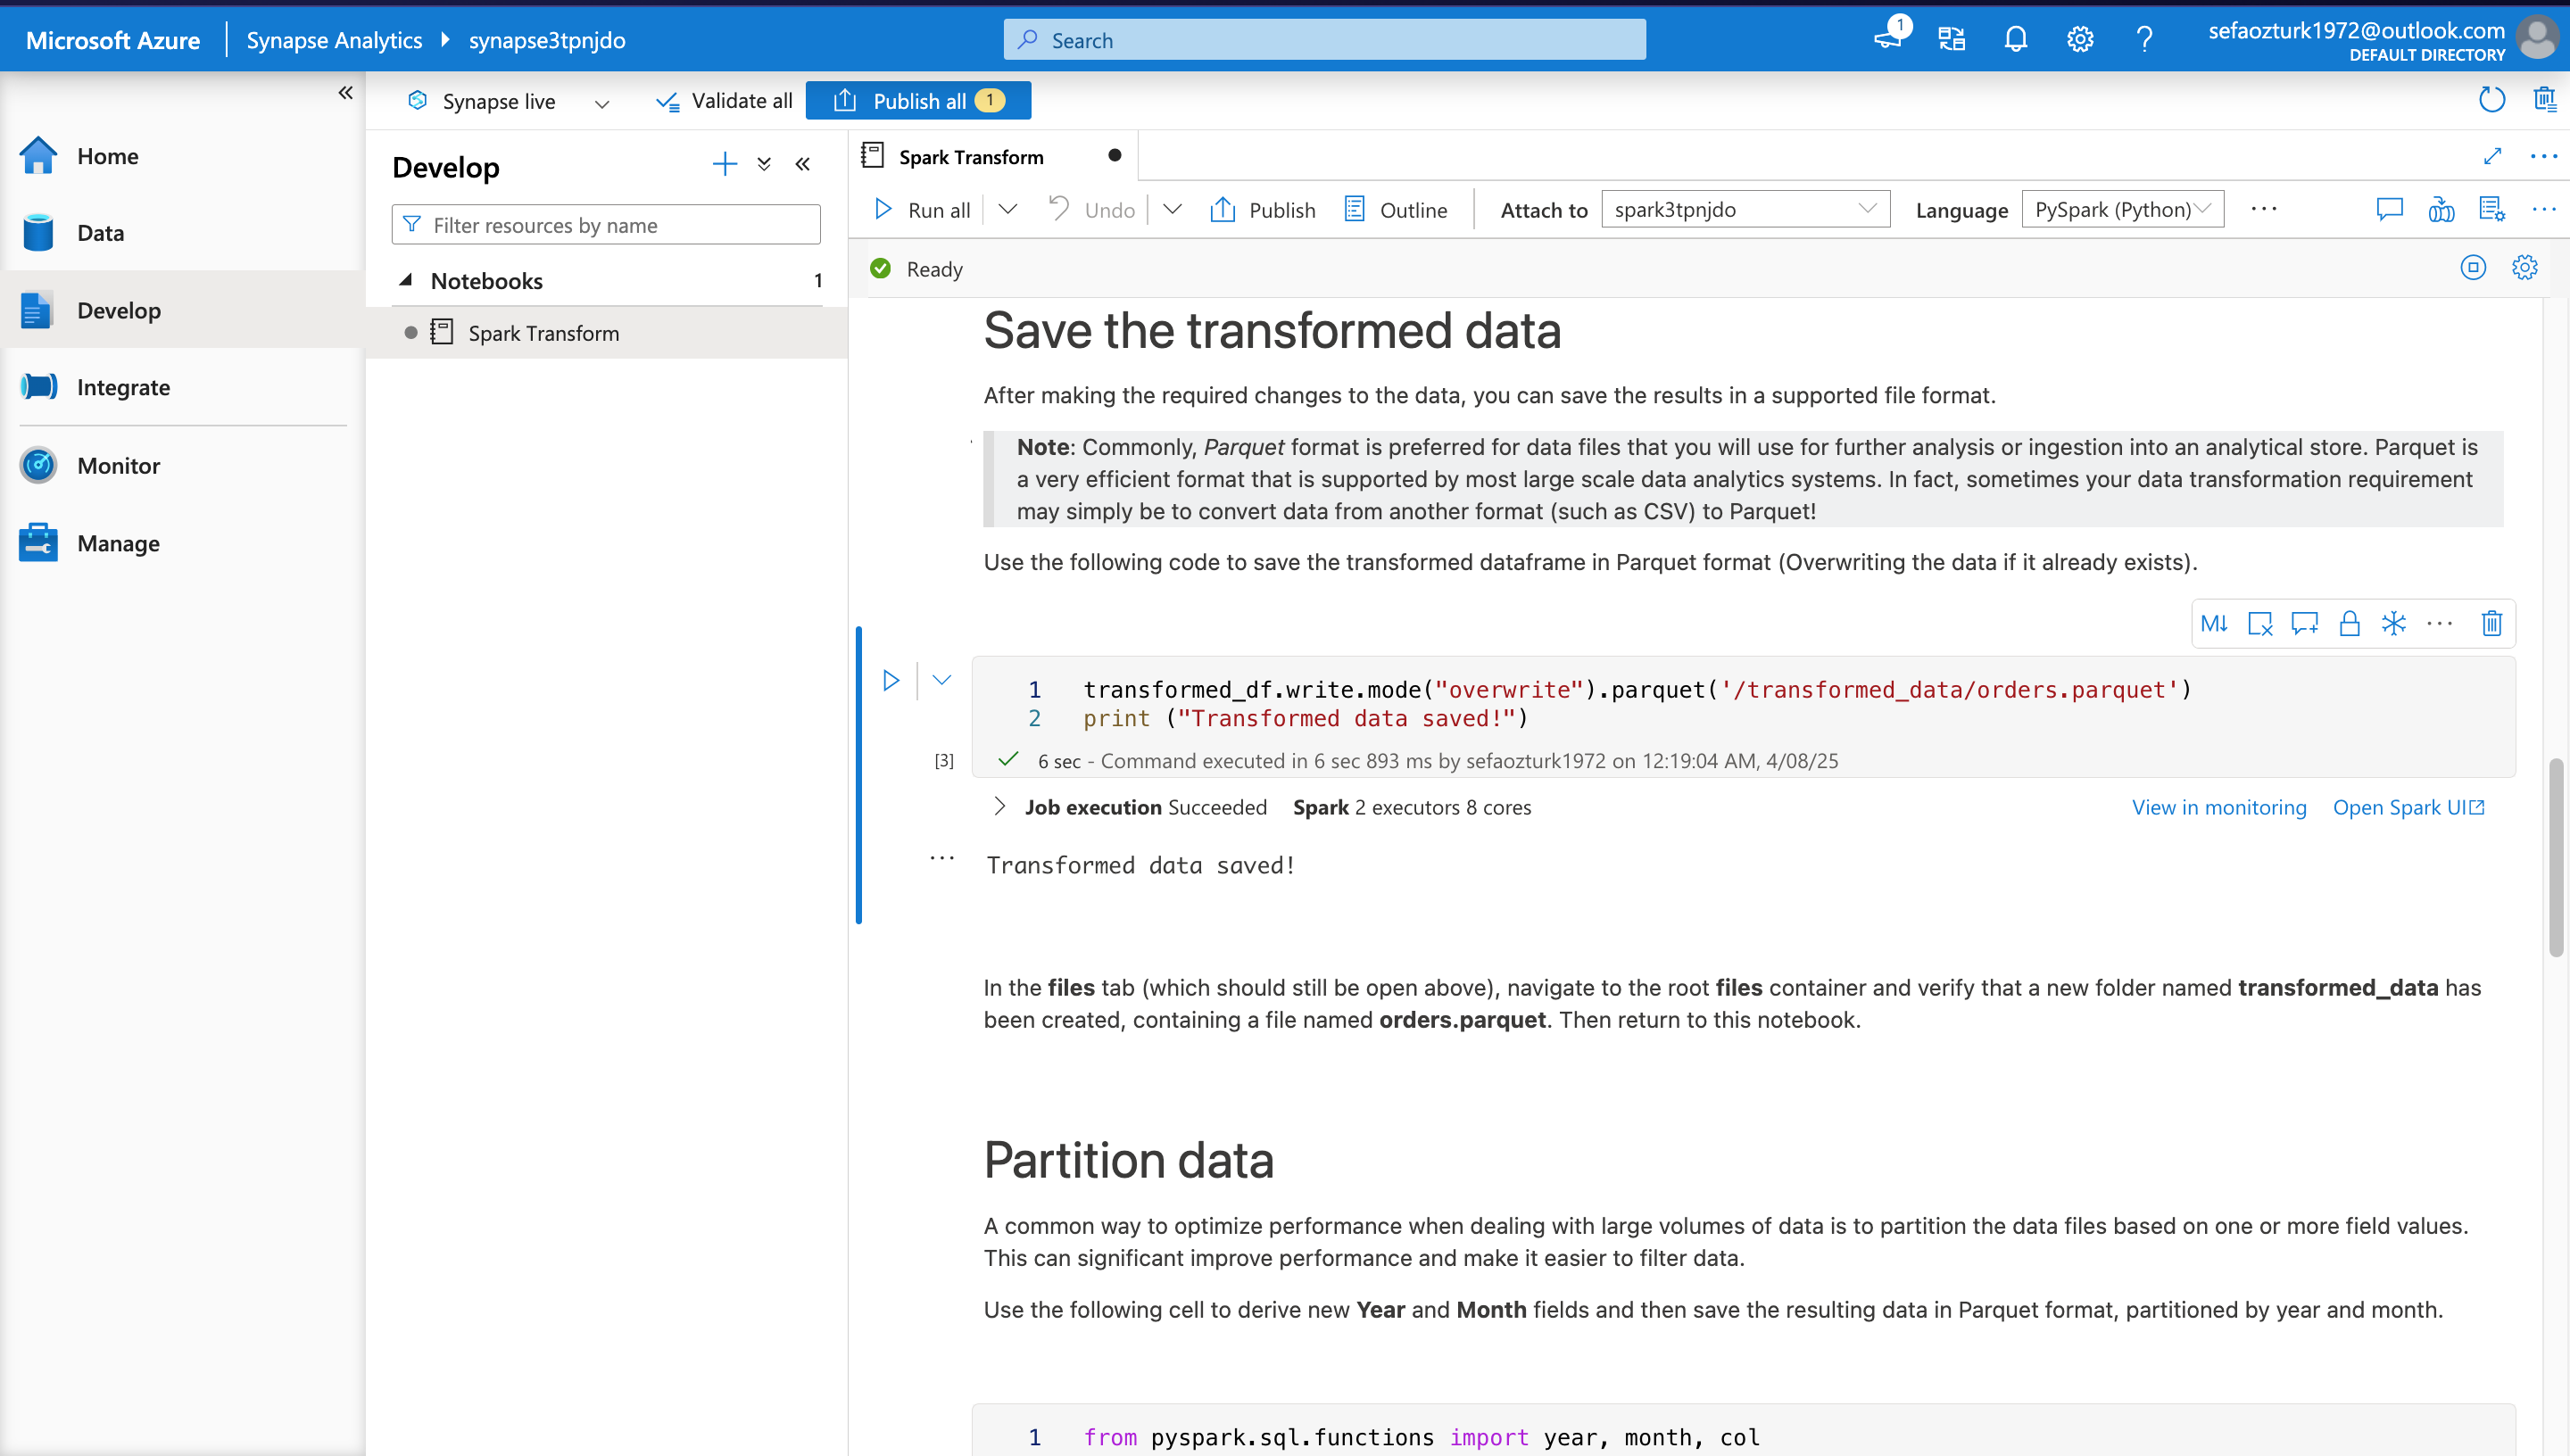 Microsoft Azure
Synapse Analytics
synapse3tpnjdo
Search
1
sefaozturk1972@outlook.com
DEFAULT DIRECTORY
Home
Data
Develop
Integrate
Monitor
Manage
Synapse live
Validate all
Publish all 1
Develop
Filter resources by name
Notebooks 1
Spark Transform
Spark Transform
Run all
Undo
Publish
Outline
Attach to
spark3tpnjdo
Language
PySpark (Python)
Ready
Save the transformed data
After making the required changes to the data, you can save the results in a supported file format.
Note: Commonly, Parquet format is preferred for data files that you will use for further analysis or ingestion into an analytical store. Parquet is
a very efficient format that is supported by most large scale data analytics systems. In fact, sometimes your data transformation requirement
may simply be to convert data from another format (such as CSV) to Parquet!
Use the following code to save the transformed dataframe in Parquet format (Overwriting the data if it already exists).
M↓
1 transformed_df.write.mode("overwrite").parquet('/transformed_data/orders.parquet')
2 print ("Transformed data saved!")
[3] 6 sec - Command executed in 6 sec 893 ms by sefaozturk1972 on 12:19:04 AM, 4/08/25
Job execution Succeeded Spark 2 executors 8 cores View in monitoring Open Spark UI
Transformed data saved!
In the files tab (which should still be open above), navigate to the root files container and verify that a new folder named transformed_data has
been created, containing a file named orders.parquet. Then return to this notebook.
Partition data
A common way to optimize performance when dealing with large volumes of data is to partition the data files based on one or more field values.
This can significant improve performance and make it easier to filter data.
Use the following cell to derive new Year and Month fields and then save the resulting data in Parquet format, partitioned by year and month.
1 from pyspark.sql.functions import year, month, col